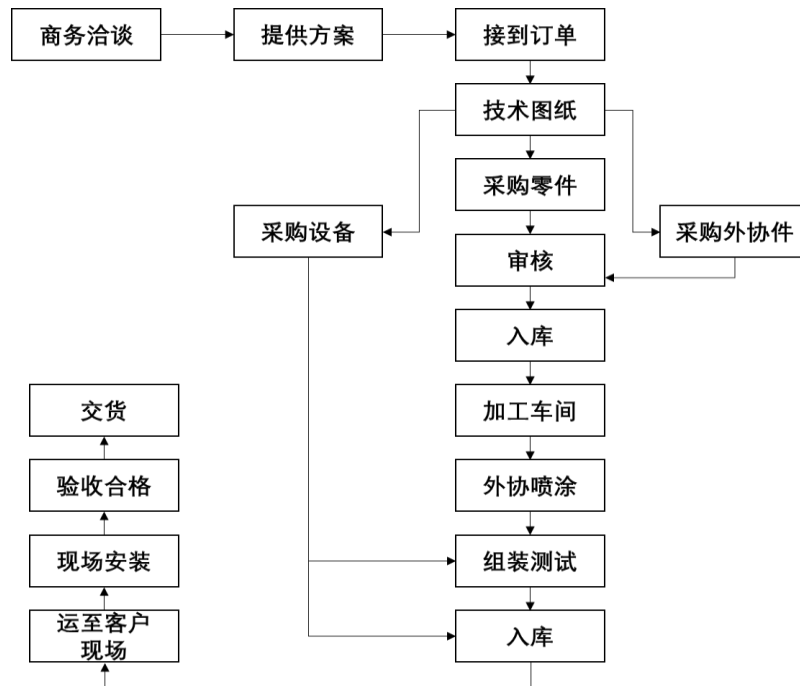 商务洽谈
提供方案
接到订单
技术图纸
采购零件
采购设备
采购外协件
审核
入库
加工车间
外协喷涂
组装测试
入库
交货
验收合格
现场安装
运至客户
现场